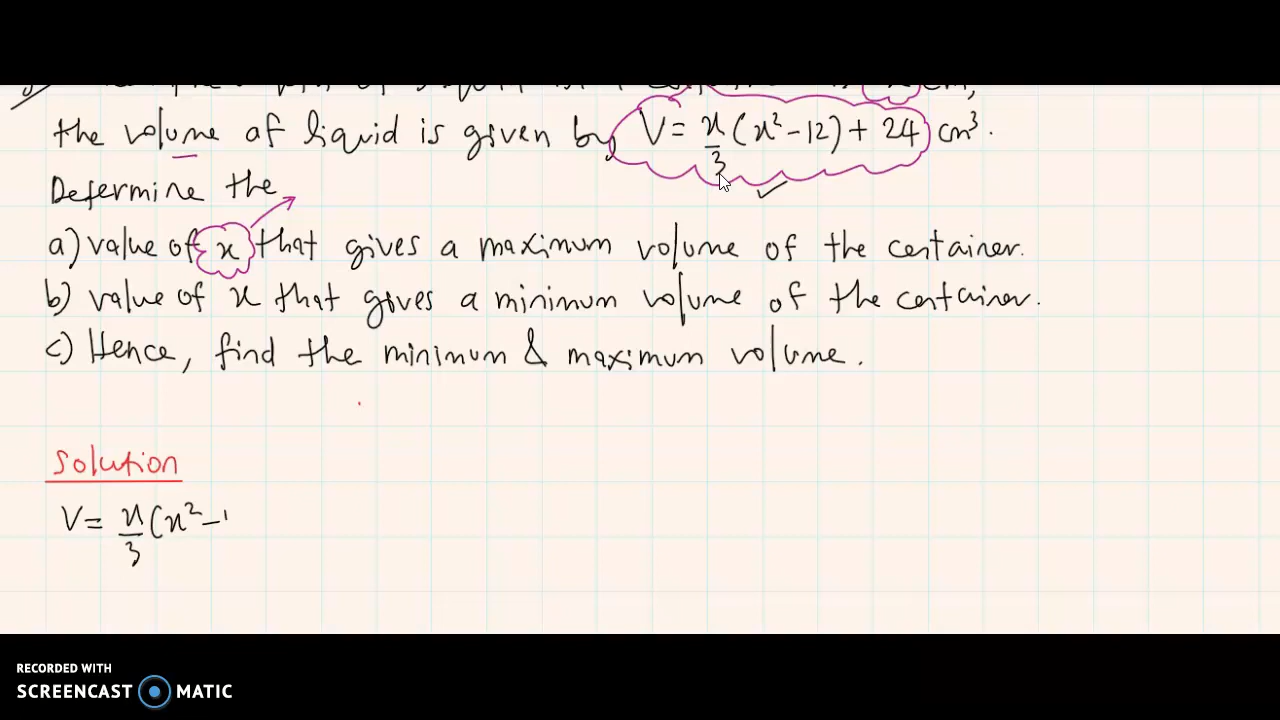 the volume af liquid is given by V = x/3 (x² - 12) + 24 cm³.
Determine the
a) value of x that gives a maximum volume of the container.
b) value of x that gives a minimum volume of the container.
c) Hence, find the minimum & maximum volume.
Solution
V = x/3 (x² -
RECORDED WITH
SCREENCAST MATIC